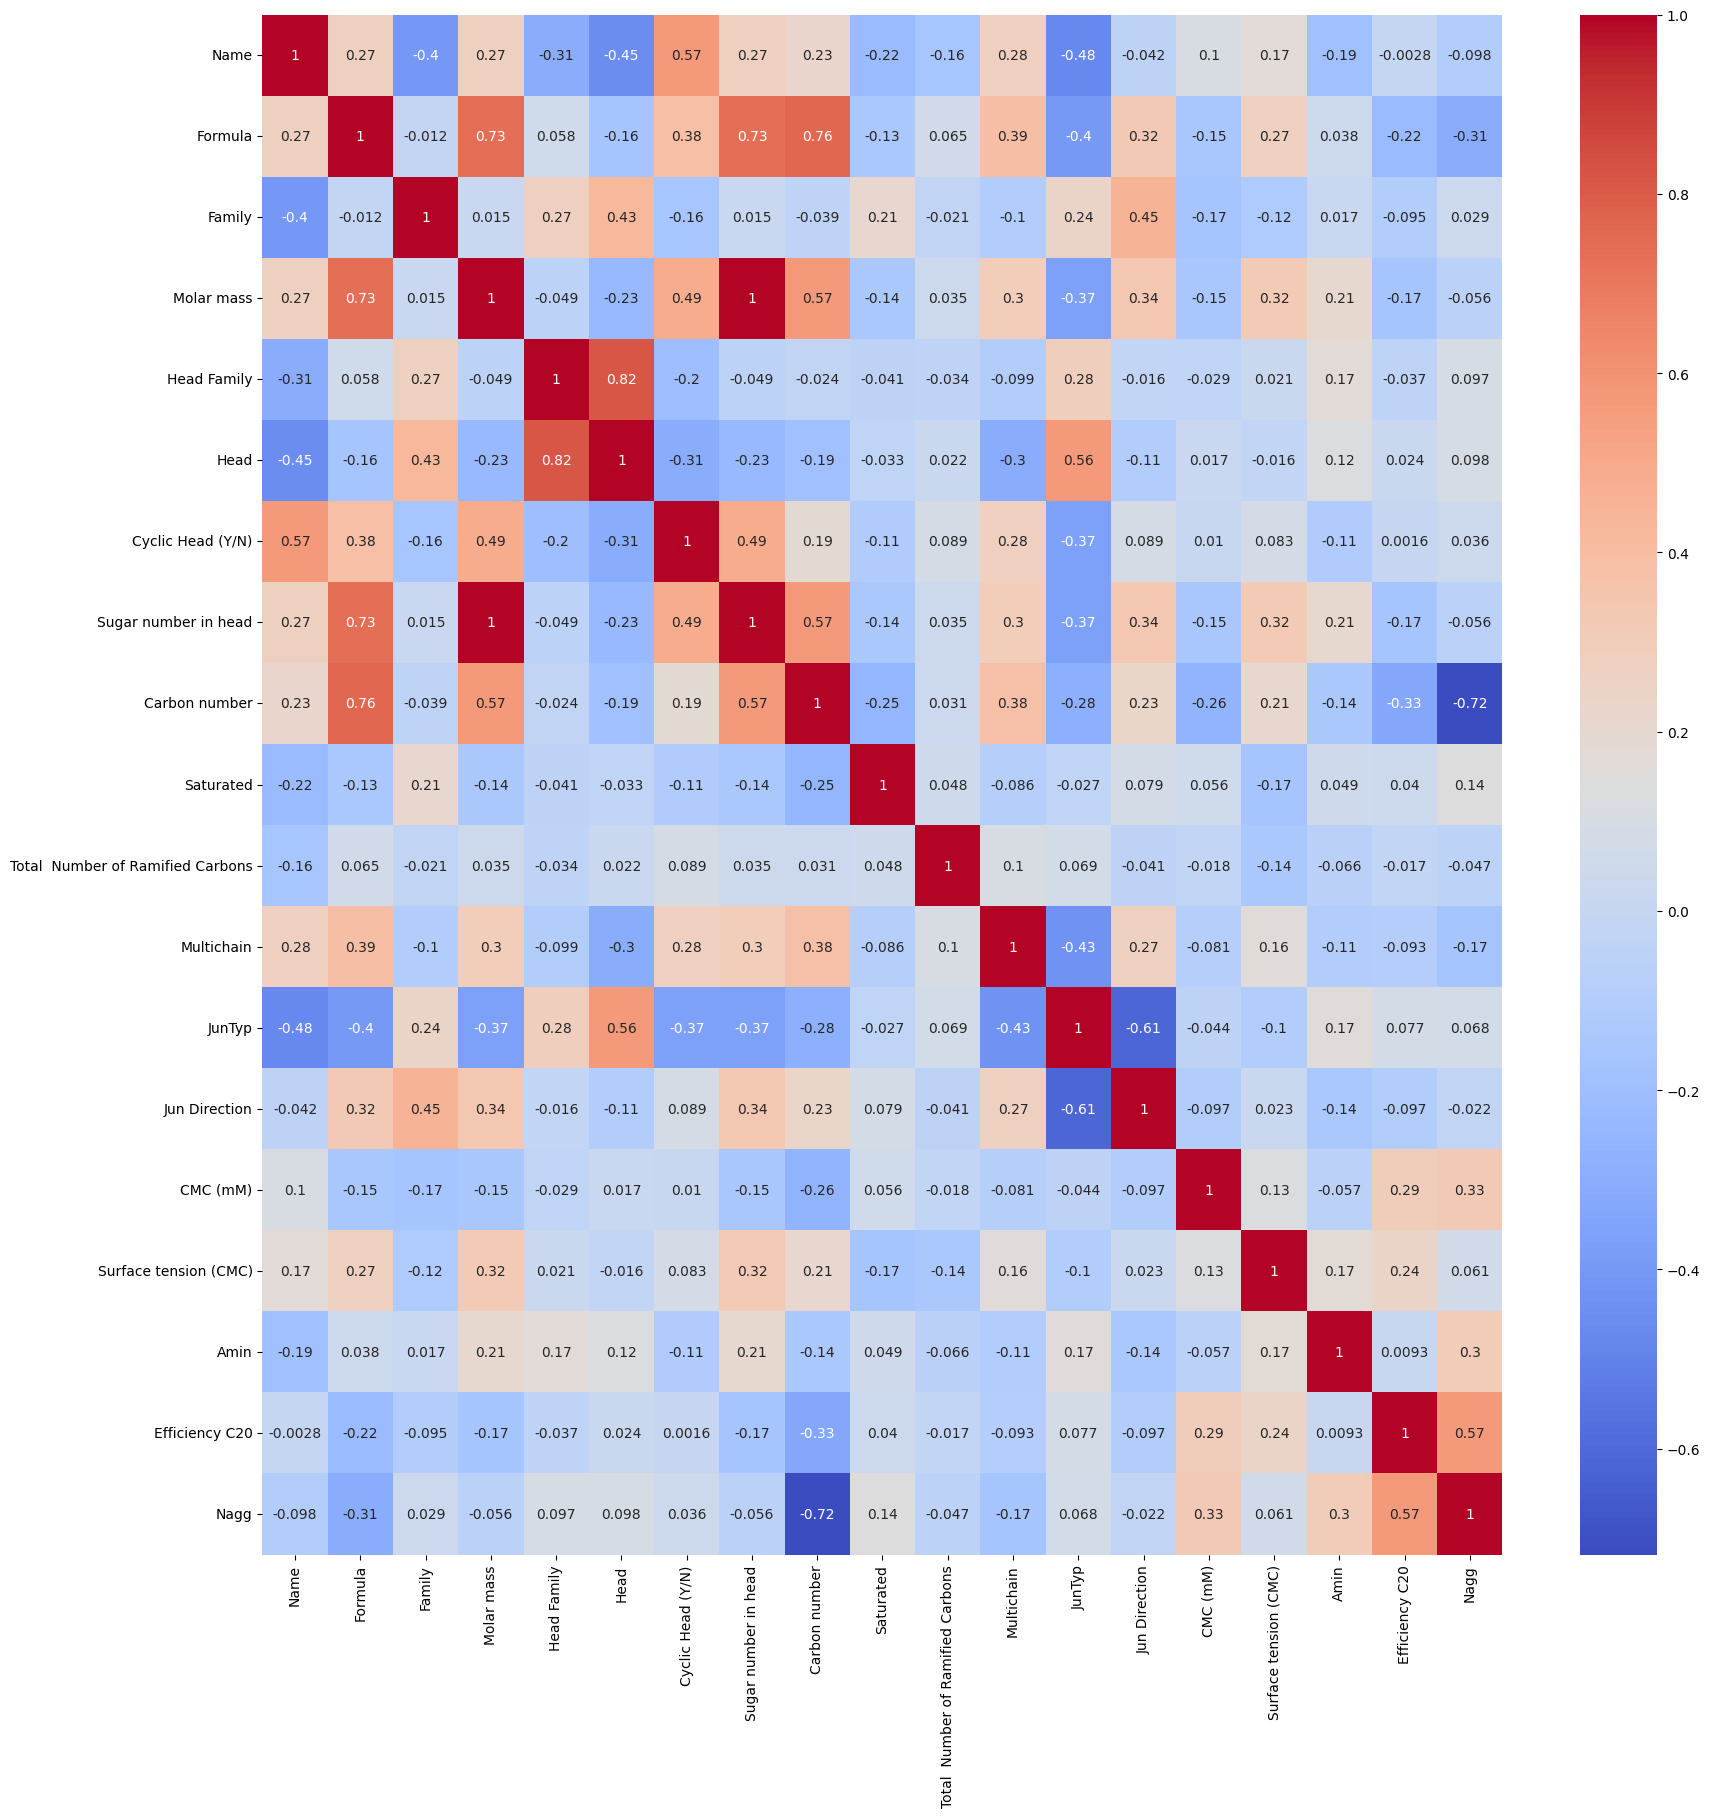 Name 1 0.27 -0.4 0.27 -0.31 -0.45 0.57 0.27 0.23 -0.22 -0.16 0.28 -0.48 -0.042 0.1 0.17 -0.19 -0.0028 -0.098
Formula 0.27 1 -0.012 0.73 0.058 -0.16 0.38 0.73 0.76 -0.13 0.065 0.39 -0.4 0.32 -0.15 0.27 0.038 -0.22 -0.31
Family -0.4 -0.012 1 0.015 0.27 0.43 -0.16 0.015 -0.039 0.21 -0.021 -0.1 0.24 0.45 -0.17 -0.12 0.017 -0.095 0.029
Molar mass 0.27 0.73 0.015 1 -0.049 -0.23 0.49 1 0.57 -0.14 0.035 0.3 -0.37 0.34 -0.15 0.32 0.21 -0.17 -0.056
Head Family -0.31 0.058 0.27 -0.049 1 0.82 -0.2 -0.049 -0.024 -0.041 -0.034 -0.099 0.28 -0.016 -0.029 0.021 0.17 -0.037 0.097
Head -0.45 -0.16 0.43 -0.23 0.82 1 -0.31 -0.23 -0.19 -0.033 0.022 -0.3 0.56 -0.11 0.017 -0.016 0.12 0.024 0.098
Cyclic Head (Y/N) 0.57 0.38 -0.16 0.49 -0.2 -0.31 1 0.49 0.19 -0.11 0.089 0.28 -0.37 0.089 0.01 0.083 -0.11 0.0016 0.036
Sugar number in head 0.27 0.73 0.015 1 -0.049 -0.23 0.49 1 0.57 -0.14 0.035 0.3 -0.37 0.34 -0.15 0.32 0.21 -0.17 -0.056
Carbon number 0.23 0.76 -0.039 0.57 -0.024 -0.19 0.19 0.57 1 -0.25 0.031 0.38 -0.28 0.23 -0.26 0.21 -0.14 -0.33 -0.72
Saturated -0.22 -0.13 0.21 -0.14 -0.041 -0.033 -0.11 -0.14 -0.25 1 0.048 -0.086 -0.027 0.079 0.056 -0.17 0.049 0.04 0.14
Total  Number of Ramified Carbons -0.16 0.065 -0.021 0.035 -0.034 0.022 0.089 0.035 0.031 0.048 1 0.1 0.069 -0.041 -0.018 -0.14 -0.066 -0.017 -0.047
Multichain 0.28 0.39 -0.1 0.3 -0.099 -0.3 0.28 0.3 0.38 -0.086 0.1 1 -0.43 0.27 -0.081 0.16 -0.11 -0.093 -0.17
JunTyp -0.48 -0.4 0.24 -0.37 0.28 0.56 -0.37 -0.37 -0.28 -0.027 0.069 -0.43 1 -0.61 -0.044 -0.1 0.17 0.077 0.068
Jun Direction -0.042 0.32 0.45 0.34 -0.016 -0.11 0.089 0.34 0.23 0.079 -0.041 0.27 -0.61 1 -0.097 0.023 -0.14 -0.097 -0.022
CMC (mM) 0.1 -0.15 -0.17 -0.15 -0.029 0.017 0.01 -0.15 -0.26 0.056 -0.018 -0.081 -0.044 -0.097 1 0.13 -0.057 0.29 0.33
Surface tension (CMC) 0.17 0.27 -0.12 0.32 0.021 -0.016 0.083 0.32 0.21 -0.17 -0.14 0.16 -0.1 0.023 0.13 1 0.17 0.24 0.061
Amin -0.19 0.038 0.017 0.21 0.17 0.12 -0.11 0.21 -0.14 0.049 -0.066 -0.11 0.17 -0.14 -0.057 0.17 1 0.0093 0.3
Efficiency C20 -0.0028 -0.22 -0.095 -0.17 -0.037 0.024 0.0016 -0.17 -0.33 0.04 -0.017 -0.093 0.077 -0.097 0.29 0.24 0.0093 1 0.57
Nagg -0.098 -0.31 0.029 -0.056 0.097 0.098 0.036 -0.056 -0.72 0.14 -0.047 -0.17 0.068 -0.022 0.33 0.061 0.3 0.57 1
Name
Formula
Family
Molar mass
Head Family
Head
Cyclic Head (Y/N)
Sugar number in head
Carbon number
Saturated
Total  Number of Ramified Carbons
Multichain
JunTyp
Jun Direction
CMC (mM)
Surface tension (CMC)
Amin
Efficiency C20
Nagg
1.0
0.8
0.6
0.4
0.2
0.0
−0.2
−0.4
−0.6